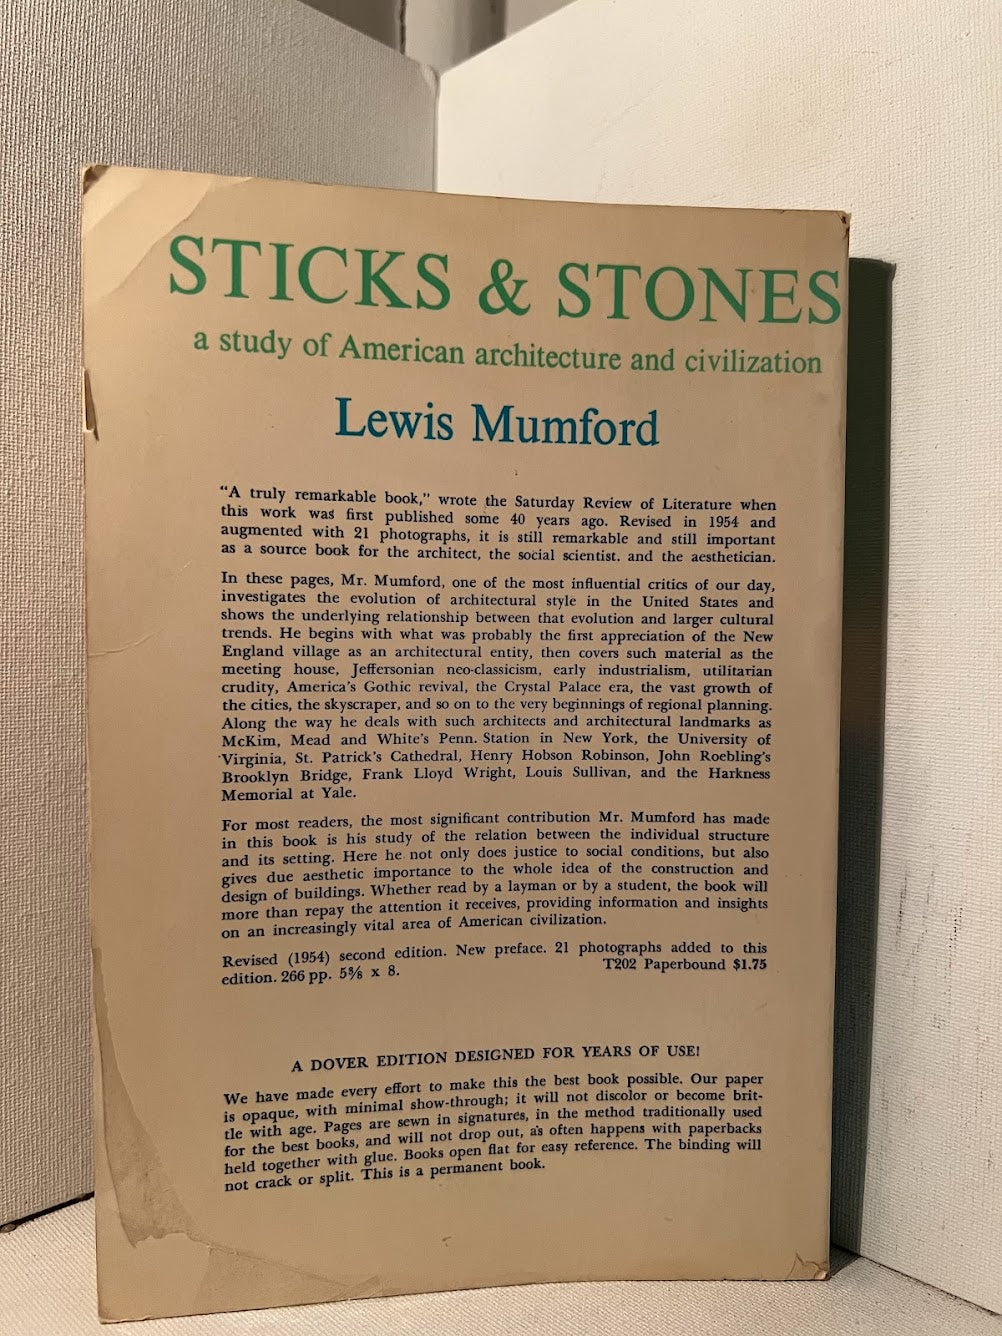 STICKS & STONES
a study of American architecture and civilization
Lewis Mumford
“A truly remarkable book,” wrote the Saturday Review of Literature when
this work was first published some 40 years ago. Revised in 1954 and
augmented with 21 photographs, it is still remarkable and still important
as a source book for the architect, the social scientist. and the aesthetician.
In these pages, Mr. Mumford, one of the most influential critics of our day,
investigates the evolution of architectural style in the United States and
shows the underlying relationship between that evolution and larger cultural
trends. He begins with what was probably the first appreciation of the New
England village as an architectural entity, then covers such material as the
meeting house, Jeffersonian neo-classicism, early industrialism, utilitarian
crudity, America's Gothic revival, the Crystal Palace era, the vast growth of
the cities, the skyscraper, and so on to the very beginnings of regional planning.
Along the way he deals with such architects and architectural landmarks as
McKim, Mead and White's Penn. Station in New York, the University of
Virginia, St. Patrick's Cathedral, Henry Hobson Robinson, John Roebling's
Brooklyn Bridge, Frank Lloyd Wright, Louis Sullivan, and the Harkness
Memorial at Yale.
For most readers, the most significant contribution Mr. Mumford has made
in this book is his study of the relation between the individual structure
and its setting. Here he not only does justice to social conditions, but also
gives due aesthetic importance to the whole idea of the construction and
design of buildings. Whether read by a layman or by a student, the book will
more than repay the attention it receives, providing information and insights
on an increasingly vital area of American civilization.
Revised (1954) second edition. New preface. 21 photographs added to this
edition. 266 pp. 5⅜ x 8. T202 Paperbound $1.75
A DOVER EDITION DESIGNED FOR YEARS OF USE!
We have made every effort to make this the best book possible. Our paper
is opaque, with minimal show-through; it will not discolor or become brit-
tle with age. Pages are sewn in signatures, in the method traditionally used
for the best books, and will not drop out, as often happens with paperbacks
held together with glue. Books open flat for easy reference. The binding will
not crack or split. This is a permanent book.